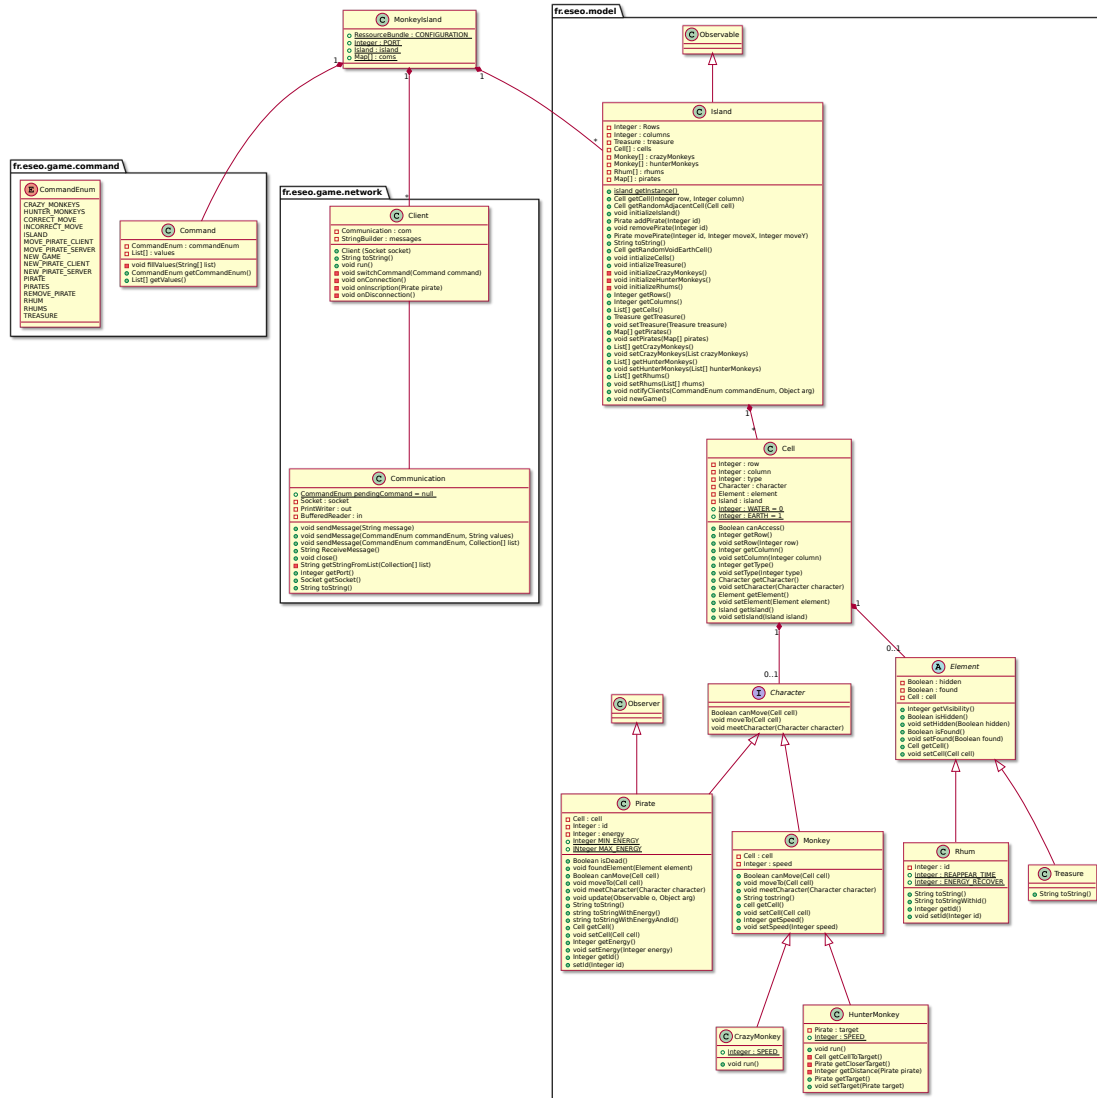 MonkeyIsland
RessourceBundle : CONFIGURATION
Integer : PORT
Island : island
Map[] : coms
1
1
1
*
*
fr.eseo.game.command
CommandEnum
CRAZY_MONKEYS
HUNTER_MONKEYS
CORRECT_MOVE
INCORRECT_MOVE
ISLAND
MOVE_PIRATE_CLIENT
MOVE_PIRATE_SERVER
NEW_GAME
NEW_PIRATE_CLIENT
NEW_PIRATE_SERVER
PIRATE
PIRATES
REMOVE_PIRATE
RHUM
RHUMS
TREASURE
Command
CommandEnum : commandEnum
List[] : values
void fillValues(String[] list)
CommandEnum getCommandEnum()
List[] getValues()
fr.eseo.game.network
Client
Communication : com
StringBuilder : messages
Client (Socket socket)
String toString()
void run()
void switchCommand(Command command)
void onConnection()
void onInscription(Pirate pirate)
void onDisconnection()
Communication
CommandEnum pendingCommand = null
Socket : socket
PrintWriter : out
BufferedReader : in
void sendMessage(String message)
void sendMessage(CommandEnum commandEnum, String values)
void sendMessage(CommandEnum commandEnum, Collection[] list)
String ReceiveMessage()
void close()
String getStringFromList(Collection[] list)
Integer getPort()
Socket getSocket()
String toString()
fr.eseo.model
Observable
Island
Integer : Rows
Integer : columns
Treasure : treasure
Cell[] : cells
Monkey[] : crazyMonkeys
Monkey[] : hunterMonkeys
Rhum[] : rhums
Map[] : pirates
Island getInstance()
Cell getCell(Integer row, Integer column)
Cell getRandomAdjacentCell(Cell cell)
void initializeIsland()
Pirate addPirate(Integer id)
void removePirate(Integer id)
Pirate movePirate(Integer id, Integer moveX, Integer moveY)
String toString()
Cell getRandomVoidEarthCell()
void intializeCells()
void intializeTreasure()
void initializeCrazyMonkeys()
void initializeHunterMonkeys()
void initializeRhums()
Integer getRows()
Integer getColumns()
List[] getCells()
Treasure getTreasure()
void setTreasure(Treasure treasure)
Map[] getPirates()
void setPirates(Map[] pirates)
List[] getCrazyMonkeys()
void setCrazyMonkeys(List crazyMonkeys)
List[] getHunterMonkeys()
void setHunterMonkeys(List[] hunterMonkeys)
List[] getRhums()
void setRhums(List[] rhums)
void notifyClients(CommandEnum commandEnum, Object arg)
void newGame()
1
*
Cell
Integer : row
Integer : column
Integer : type
Character : character
Element : element
Island : island
Integer : WATER = 0
Integer : EARTH = 1
Boolean canAccess()
Integer getRow()
void setRow(Integer row)
Integer getColumn()
void setColumn(Integer column)
Integer getType()
void setType(Integer type)
Character getCharacter()
void setCharacter(Character character)
Element getElement()
void setElement(Element element)
Island getIsland()
void setIsland(Island island)
1
1
0..1
0..1
Element
Boolean : hidden
Boolean : found
Cell : cell
Integer getVisibility()
Boolean isHidden()
void setHidden(Boolean hidden)
Boolean isFound()
void setFound(Boolean found)
Cell getCell()
void setCell(Cell cell)
Character
Boolean canMove(Cell cell)
void moveTo(Cell cell)
void meetCharacter(Character character)
Observer
Pirate
Cell : cell
Integer : id
Integer : energy
Integer MIN_ENERGY
INteger MAX_ENERGY
Boolean isDead()
void foundElement(Element element)
Boolean canMove(Cell cell)
void moveTo(Cell cell)
void meetCharacter(Character character)
void update(Observable o, Object arg)
String toString()
string toStringWithEnergy()
string toStringWithEnergyAndId()
Cell getCell()
void setCell(Cell cell)
Integer getEnergy()
void setEnergy(Integer energy)
Integer getId()
setId(Integer id)
Monkey
Cell : cell
Integer : speed
Boolean canMove(Cell cell)
void moveTo(Cell cell)
void meetCharacter(Character character)
String tostring()
cell getCell()
void setCell(Cell cell)
Integer getSpeed()
void setSpeed(Integer speed)
Rhum
Integer : id
Integer : REAPPEAR_TIME
Integer : ENERGY_RECOVER
String toString()
String toStringWithId()
Integer getId()
void setId(Integer id)
Treasure
String toString()
CrazyMonkey
Integer : SPEED
void run()
HunterMonkey
Pirate : target
Integer : SPEED
void run()
Cell getCellToTarget()
Pirate getCloserTarget()
Integer getDistance(Pirate pirate)
Pirate getTarget()
void setTarget(Pirate target)